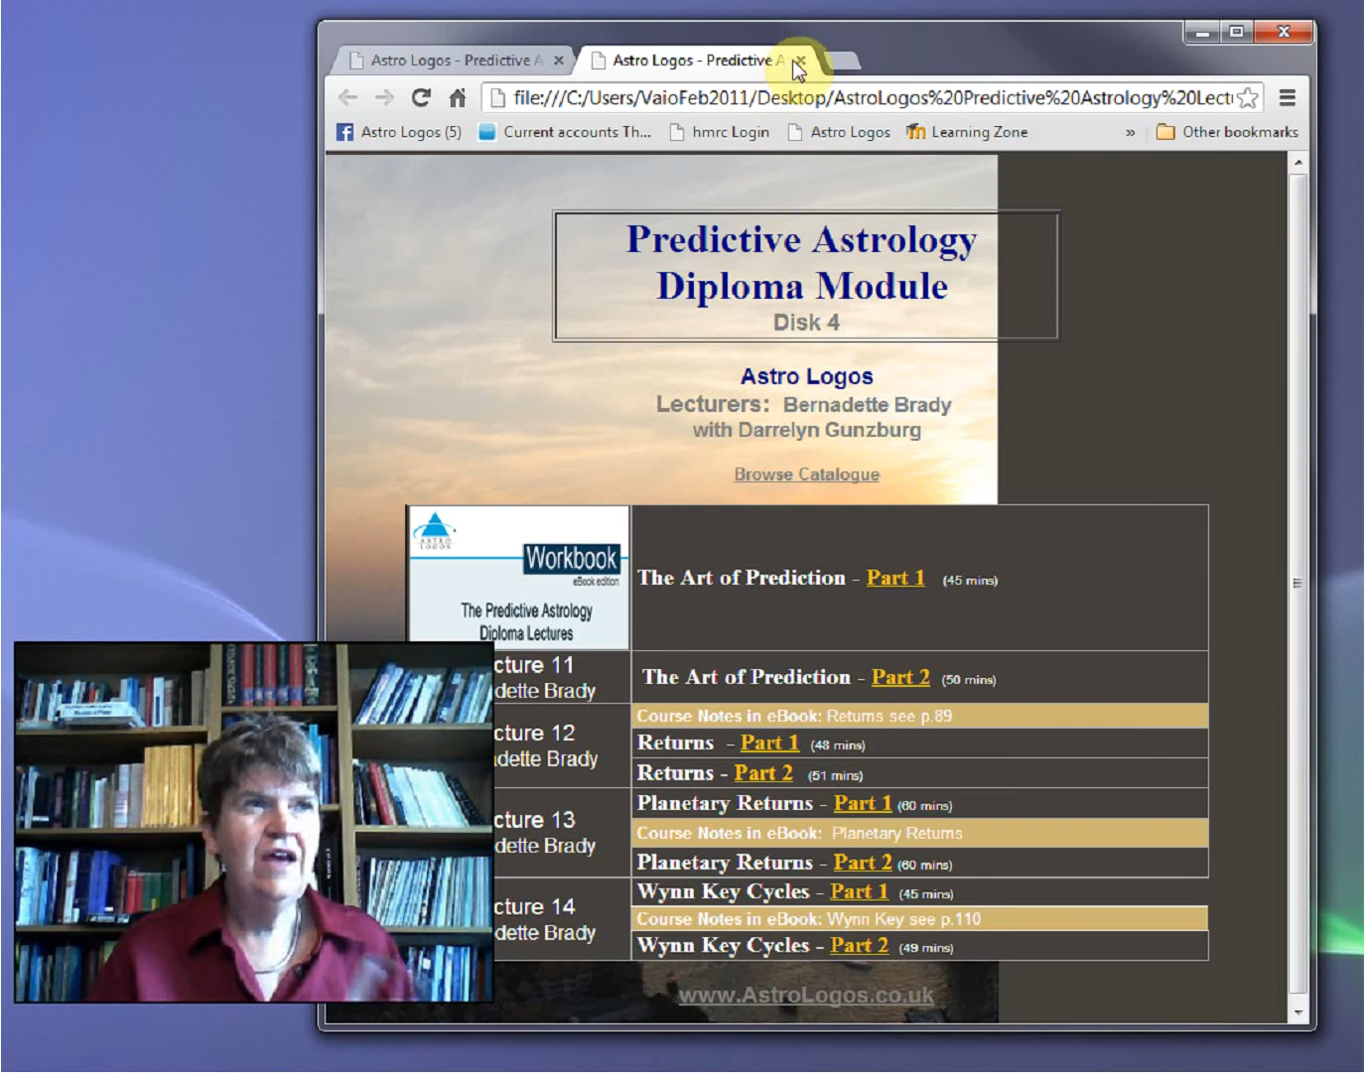 Astro Logos - Predictive A
Astro Logos - Predictive A
file:///C:/Users/VaioFeb2011/Desktop/AstroLogos%20Predictive%20Astrology%20Lect
Astro Logos (5)
Current accounts Th...
hmrc Login
Astro Logos
Learning Zone
»
Other bookmarks
Predictive Astrology
Diploma Module
Disk 4
Astro Logos
Lecturers: Bernadette Brady
with Darrelyn Gunzburg
Browse Catalogue
ASTRO
LOGOS
Workbook
eBook edition
The Predictive Astrology
Diploma Lectures
The Art of Prediction - Part 1 (45 mins)
cture 11
dette Brady
The Art of Prediction - Part 2 (50 mins)
cture 12
dette Brady
Course Notes in eBook: Returns see p.89
Returns - Part 1 (48 mins)
Returns - Part 2 (51 mins)
cture 13
dette Brady
Planetary Returns - Part 1 (60 mins)
Course Notes in eBook: Planetary Returns
Planetary Returns - Part 2 (60 mins)
cture 14
dette Brady
Wynn Key Cycles - Part 1 (45 mins)
Course Notes in eBook: Wynn Key see p.110
Wynn Key Cycles - Part 2 (49 mins)
www.AstroLogos.co.uk